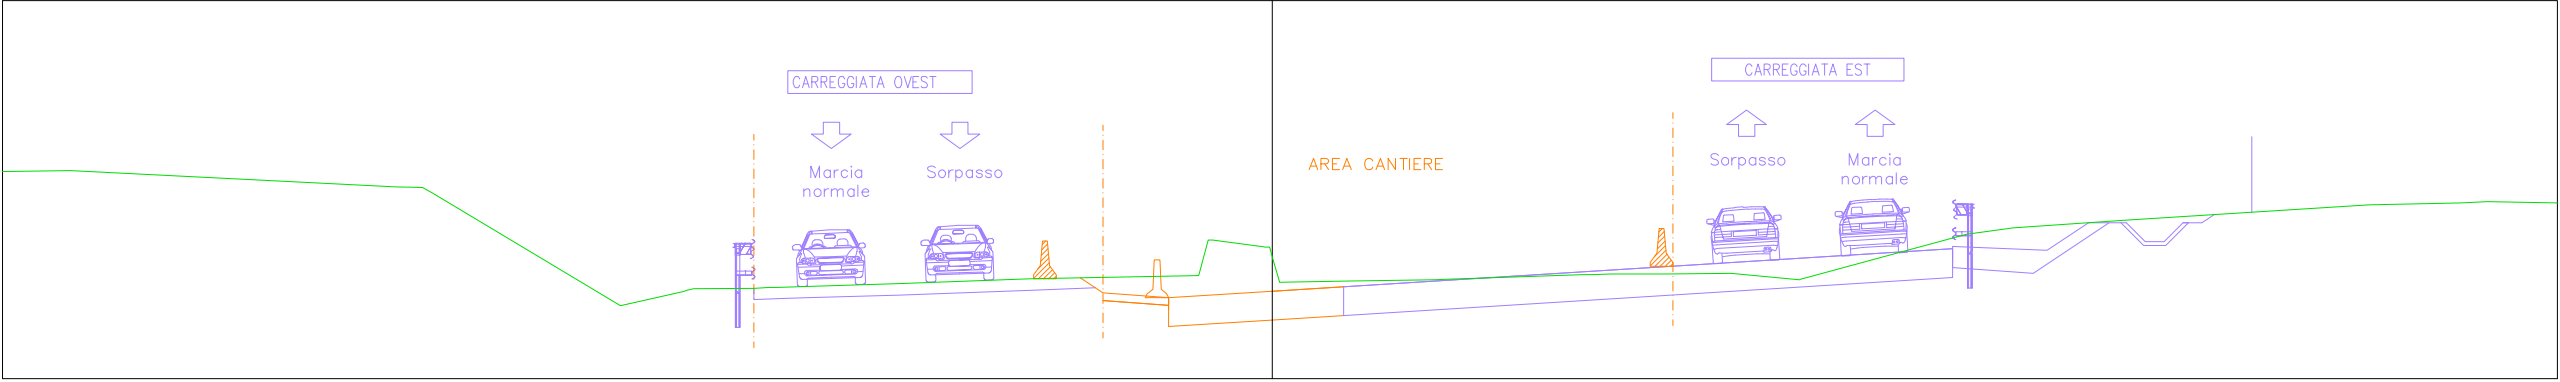 CARREGGIATA OVEST
CARREGGIATA EST
Marcia
normale
Sorpasso
AREA CANTIERE
Sorpasso
Marcia
normale